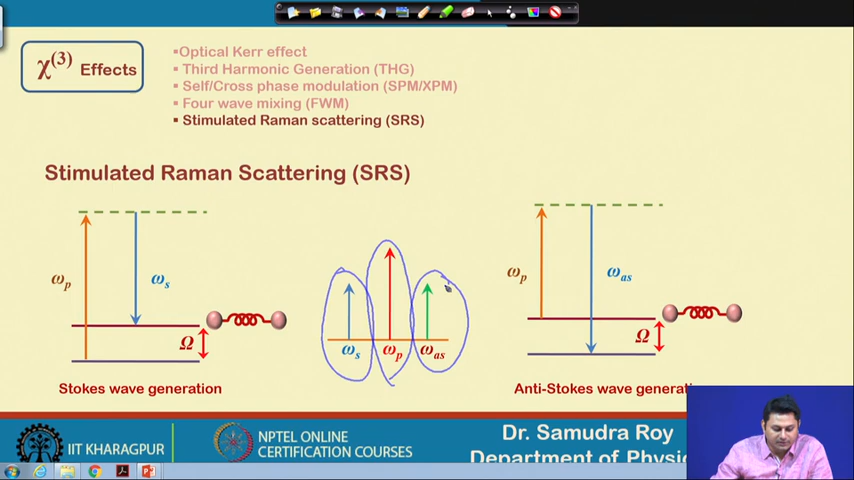 χ(3) Effects
▪Optical Kerr effect
▪ Third Harmonic Generation (THG)
▪ Self/Cross phase modulation (SPM/XPM)
▪ Four wave mixing (FWM)
▪ Stimulated Raman scattering (SRS)
Stimulated Raman Scattering (SRS)
ωp
ωs
Ω
Stokes wave generation
ωs
ωp
ωas
ωp
ωas
Ω
Anti-Stokes wave generati
IIT KHARAGPUR
NPTEL ONLINE
CERTIFICATION COURSES
Dr. Samudra Roy
Department of Physi